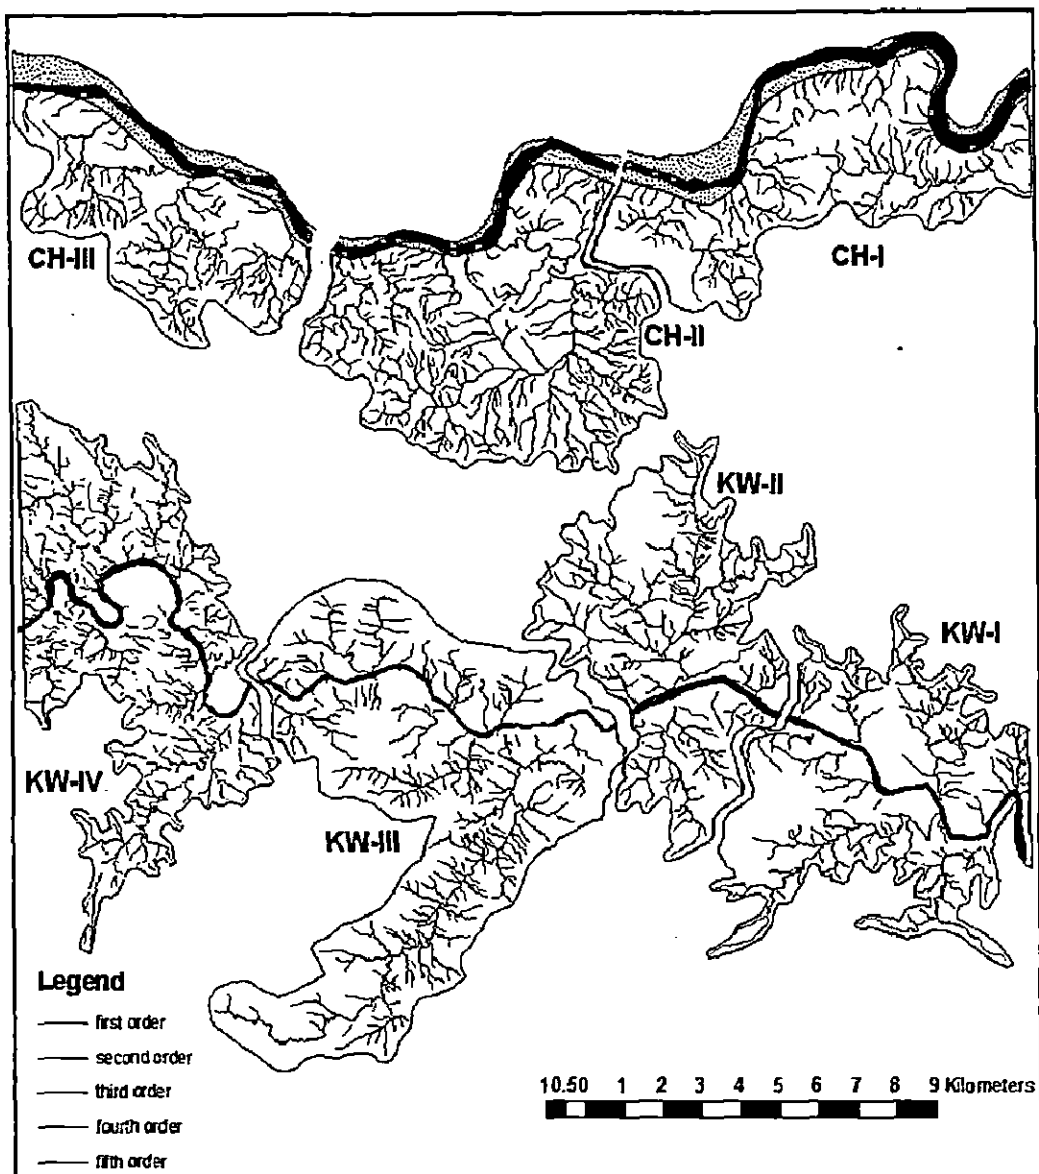 CH-III
CH-I
CH-II
KW-II
KW-I
KW-IV
KW-III
Legend
first order
second order
third order
fourth order
fifth order
10.50 1 2 3 4 5 6 7 8 9 Kilometers